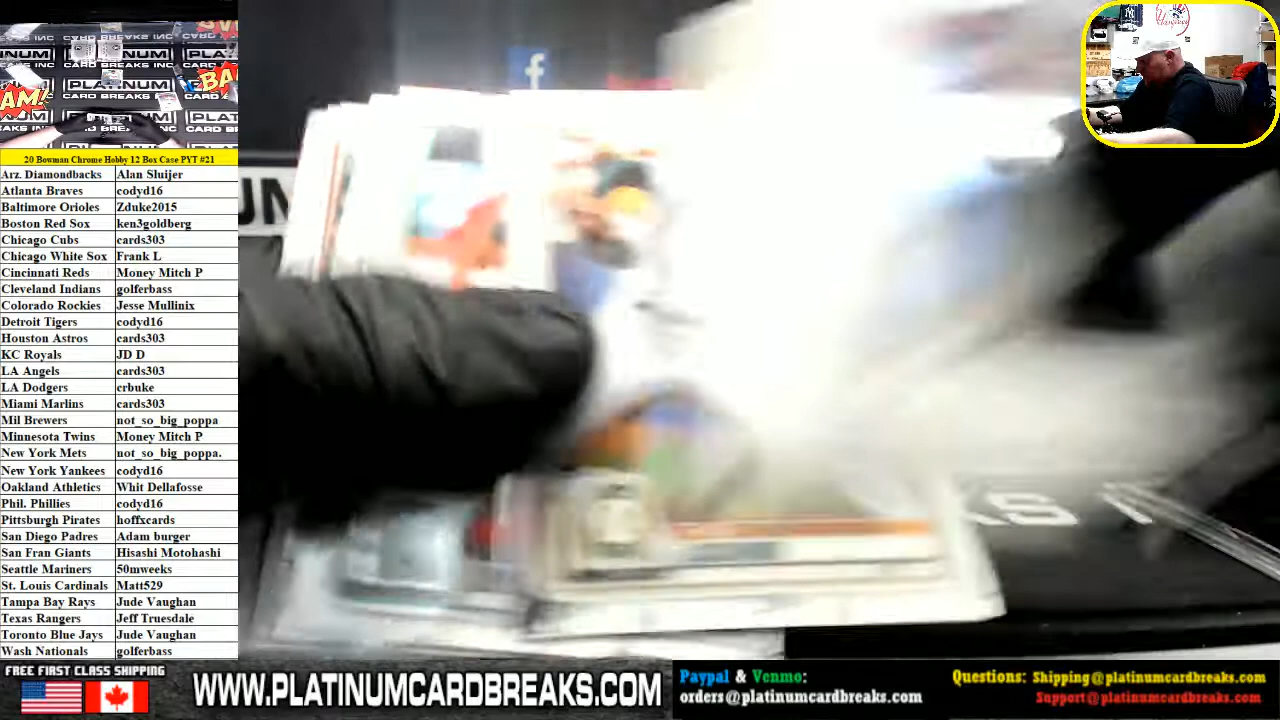 PLATINUM
CARD BREAKS INC
BAM!
20 Bowman Chrome Hobby 12 Box Case PYT #21
Arz. Diamondbacks Alan Sluijer
Atlanta Braves codyd16
Baltimore Orioles Zduke2015
Boston Red Sox ken3goldberg
Chicago Cubs cards303
Chicago White Sox Frank L
Cincinnati Reds Money Mitch P
Cleveland Indians golferbass
Colorado Rockies Jesse Mullinix
Detroit Tigers codyd16
Houston Astros cards303
KC Royals JD D
LA Angels cards303
LA Dodgers crbuke
Miami Marlins cards303
Mil Brewers not_so_big_poppa
Minnesota Twins Money Mitch P
New York Mets not_so_big_poppa.
New York Yankees codyd16
Oakland Athletics Whit Dellafosse
Phil. Phillies codyd16
Pittsburgh Pirates hoffxcards
San Diego Padres Adam burger
San Fran Giants Hisashi Motohashi
Seattle Mariners 50mweeks
St. Louis Cardinals Matt529
Tampa Bay Rays Jude Vaughan
Texas Rangers Jeff Truesdale
Toronto Blue Jays Jude Vaughan
Wash Nationals golferbass
FREE FIRST CLASS SHIPPING
WWW.PLATINUMCARDBREAKS.COM
Paypal & Venmo:
orders@platinumcardbreaks.com
Questions: Shipping@platinumcardbreaks.com
Support@platinumcardbreaks.com